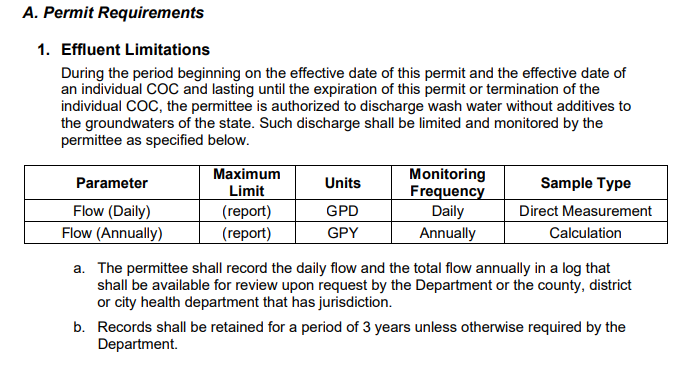 A. Permit Requirements
1. Effluent Limitations
During the period beginning on the effective date of this permit and the effective date of
an individual COC and lasting until the expiration of this permit or termination of the
individual COC, the permittee is authorized to discharge wash water without additives to
the groundwaters of the state. Such discharge shall be limited and monitored by the
permittee as specified below.
Parameter Maximum Limit Units Monitoring Frequency Sample Type
Flow (Daily) (report) GPD Daily Direct Measurement
Flow (Annually) (report) GPY Annually Calculation
a. The permittee shall record the daily flow and the total flow annually in a log that
shall be available for review upon request by the Department or the county, district
or city health department that has jurisdiction.
b. Records shall be retained for a period of 3 years unless otherwise required by the
Department.